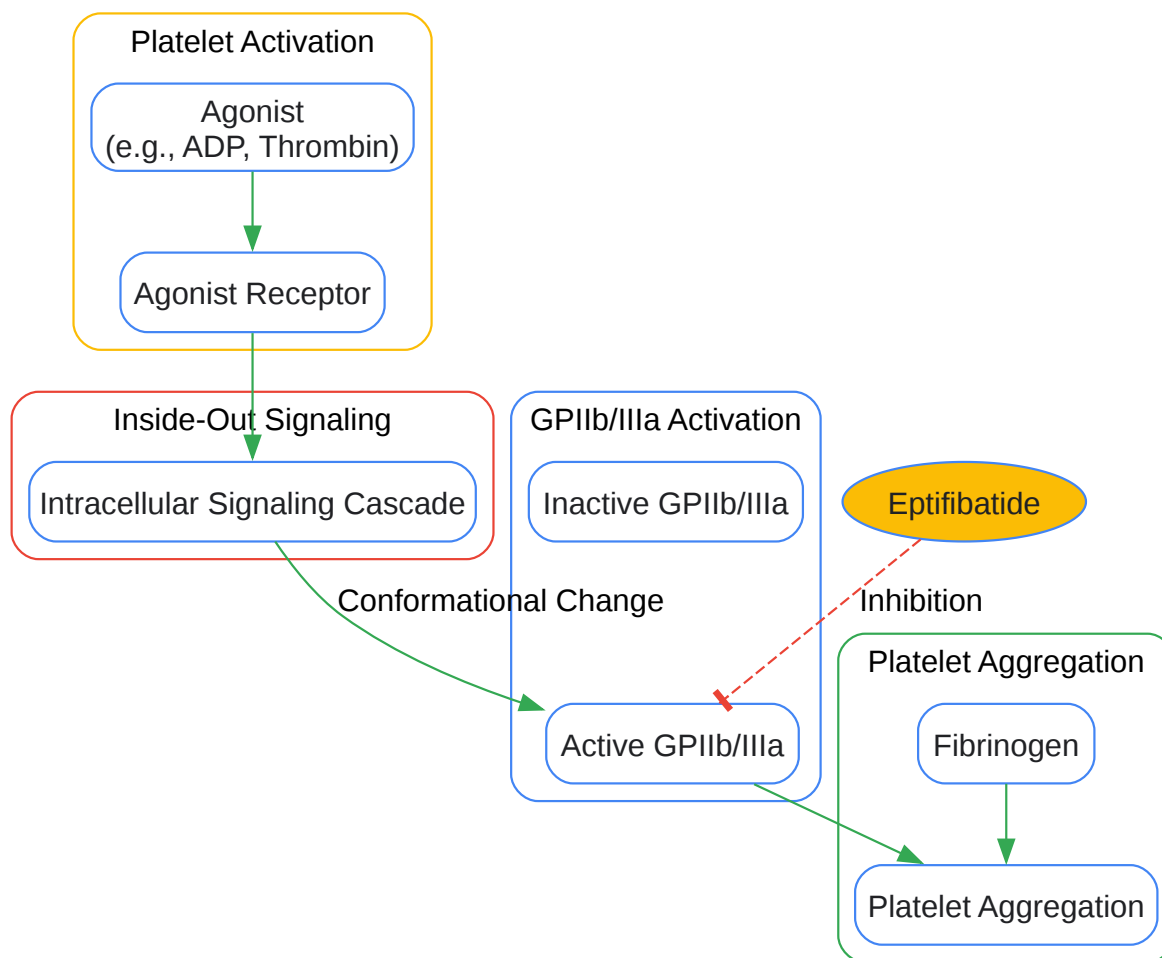 Platelet Activation
Agonist
(e.g., ADP, Thrombin)
Agonist Receptor
Inside-Out Signaling
Intracellular Signaling Cascade
GPIIb/IIIa Activation
Inactive GPIIb/IIIa
Eptifibatide
Conformational Change
Inhibition
Active GPIIb/IIIa
Platelet Aggregation
Fibrinogen
Platelet Aggregation